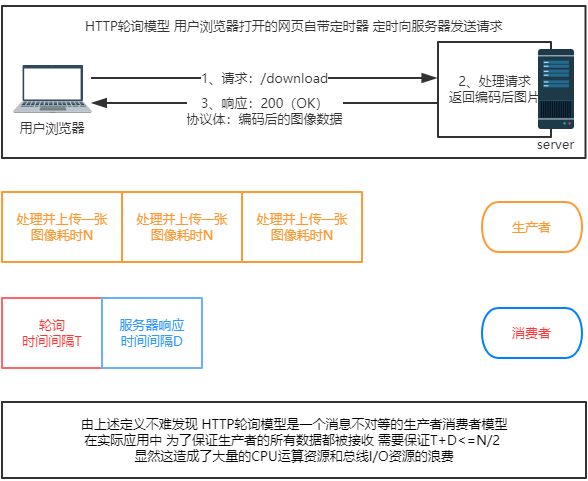 HTTP轮询模型 用户浏览器打开的网页自带定时器 定时向服务器发送请求
1、请求：/download
2、处理请求
返回编码后图片
3、响应：200（OK）
协议体：编码后的图像数据
用户浏览器
server
处理并上传一张
图像耗时N
处理并上传一张
图像耗时N
处理并上传一张
图像耗时N
生产者
轮询
时间间隔T
服务器响应
时间间隔D
消费者
由上述定义不难发现 HTTP轮询模型是一个消息不对等的生产者消费者模型
在实际应用中 为了保证生产者的所有数据都被接收 需要保证T+D<=N/2
显然这造成了大量的CPU运算资源和总线I/O资源的浪费